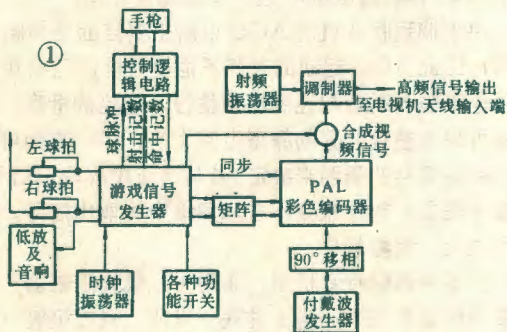 ①
手枪
控制逻
辑电路
误脉冲
射击记数
命中记数
射频
振荡器
调制器
高频信号输出
至电视机天线输入端
合成视
频信号
左球拍
右球拍
游戏信号
发生器
同步
矩阵
PAL
彩色编码器
低放
及
音响
时钟
振荡器
各种功
能开关
90°移相
付载波
发生器